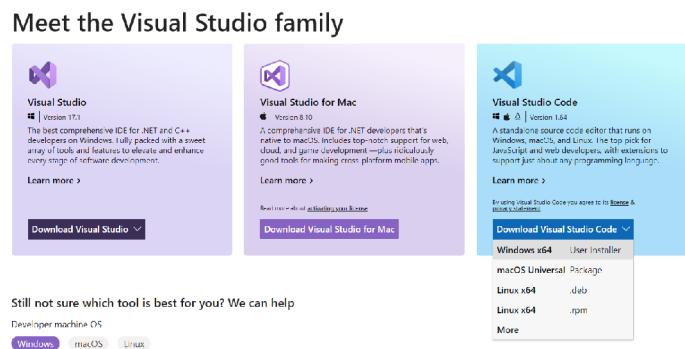 Meet the Visual Studio family
Visual Studio
Version 17.1
The best comprehensive IDE for .NET and C++
developers on Windows. Fully packed with a sweet
array of tools and features to elevate and enhance
every stage of software development.
Learn more >
Download Visual Studio
Visual Studio for Mac
Version 8.10
A comprehensive IDE for .NET developers that's
native to macOS. Includes top-notch support for web,
cloud, and game development —plus ridiculously
good tools for making cross-platform mobile apps.
Learn more >
Read more about activating your license
Download Visual Studio for Mac
Visual Studio Code
Version 1.64
A standalone source code editor that runs on
Windows, macOS, and Linux. The top pick for
JavaScript and web developers, with extensions to
support just about any programming language.
Learn more >
By using Visual Studio Code you agree to its license &
privacy statement
Download Visual Studio Code
Windows x64 User Installer
macOS Universal Package
Linux x64 .deb
Linux x64 .rpm
More
Still not sure which tool is best for you? We can help
Developer machine OS
Windows macOS Linux